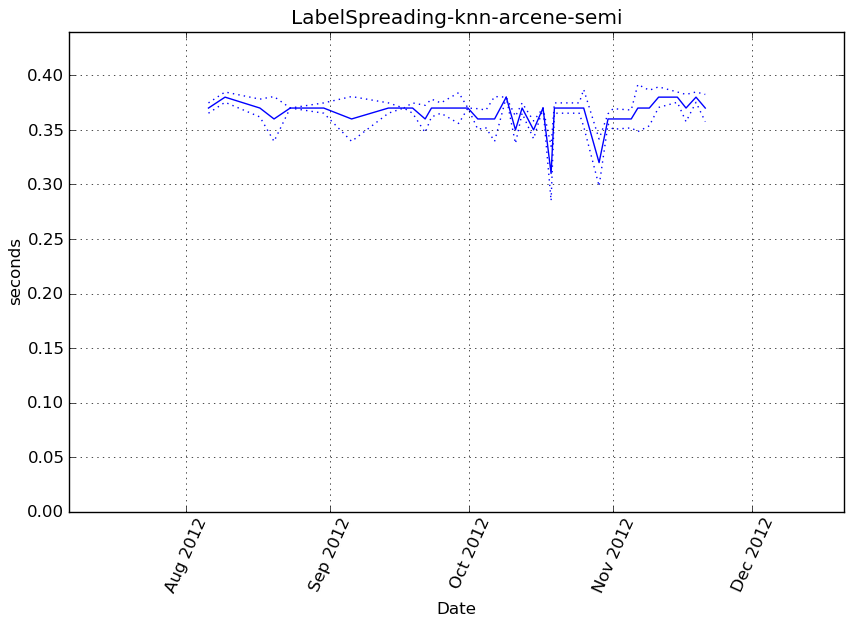 LabelSpreading-knn-arcene-semi
0.40
0.35
0.30
0.25
0.20
0.15
0.10
0.05
0.00
seconds
Aug 2012
Sep 2012
Oct 2012
Nov 2012
Dec 2012
Date